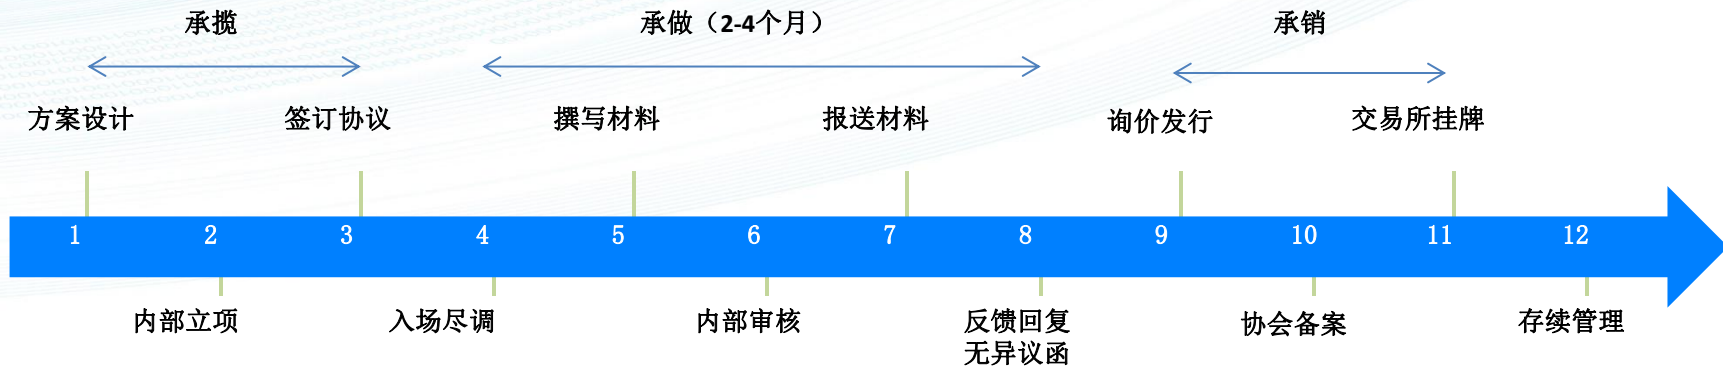 承揽
承做（2-4个月）
承销
方案设计
签订协议
撰写材料
报送材料
询价发行
交易所挂牌
1 2 3 4 5 6 7 8 9 10 11 12
内部立项
入场尽调
内部审核
反馈回复
无异议函
协会备案
存续管理